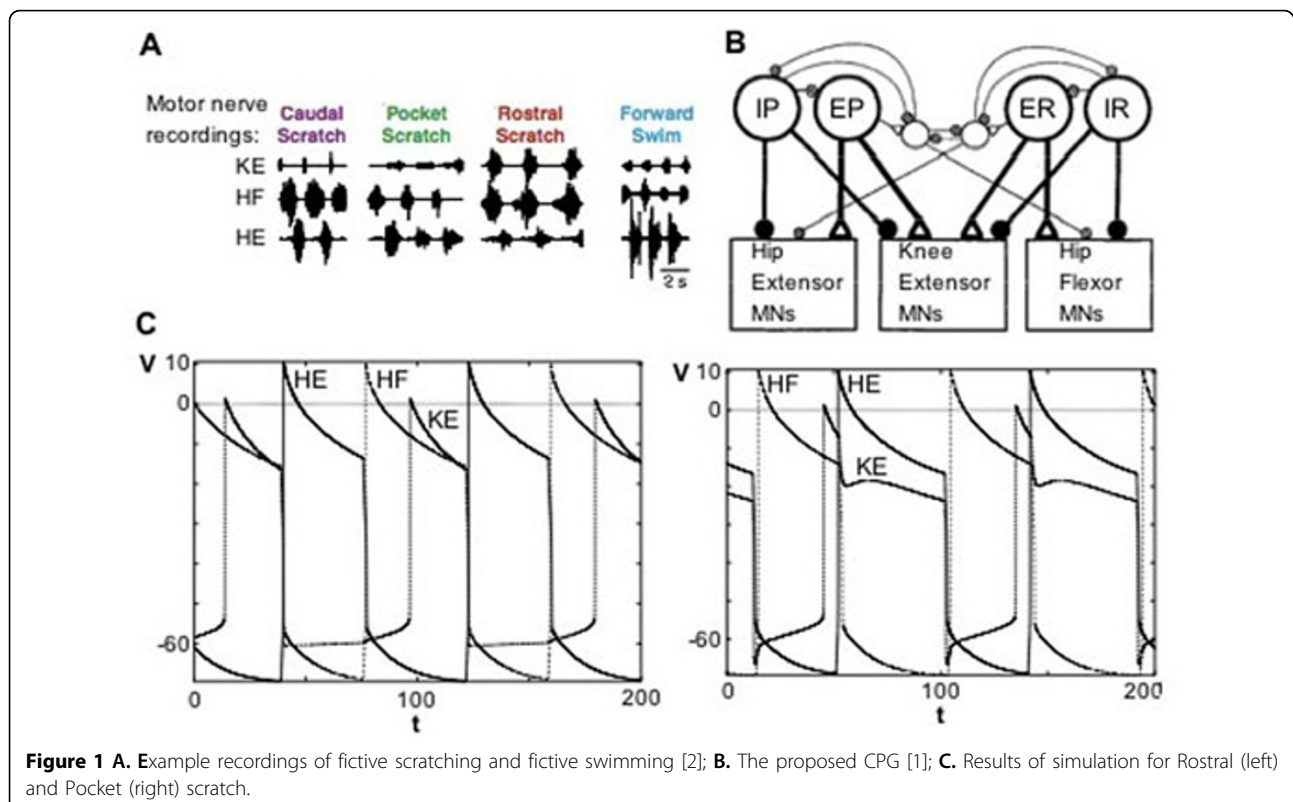 A
Motor nerve
recordings:
Caudal
Scratch
Pocket
Scratch
Rostral
Scratch
Forward
Swim
KE
HF
HE
2 s
B
IP
EP
ER
IR
Hip
Extensor
MNs
Knee
Extensor
MNs
Hip
Flexor
MNs
C
V
10
0
-60
HE
HF
KE
0
100
200
t
V
10
0
-60
HF
HE
KE
0
100
200
t
Figure 1 A. Example recordings of fictive scratching and fictive swimming [2]; B. The proposed CPG [1]; C. Results of simulation for Rostral (left)
and Pocket (right) scratch.